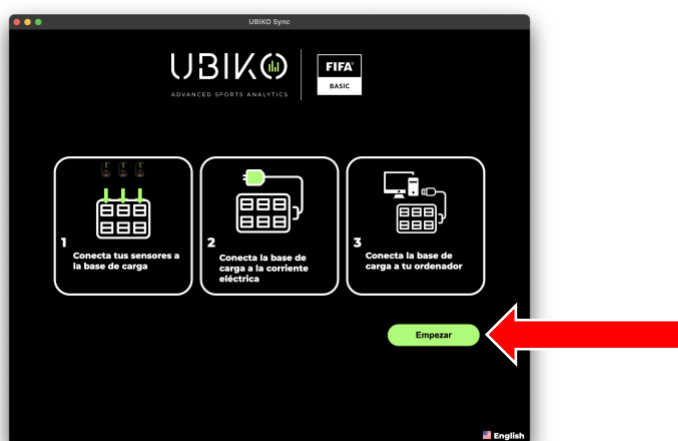 UBIKO Sync
UBIKO
ADVANCED SPORTS ANALYTICS
FIFA
BASIC
1
Conecta tus sensores a
la base de carga
2
Conecta la base de
carga a la corriente
eléctrica
3
Conecta la base de
carga a tu ordenador
Empezar
English